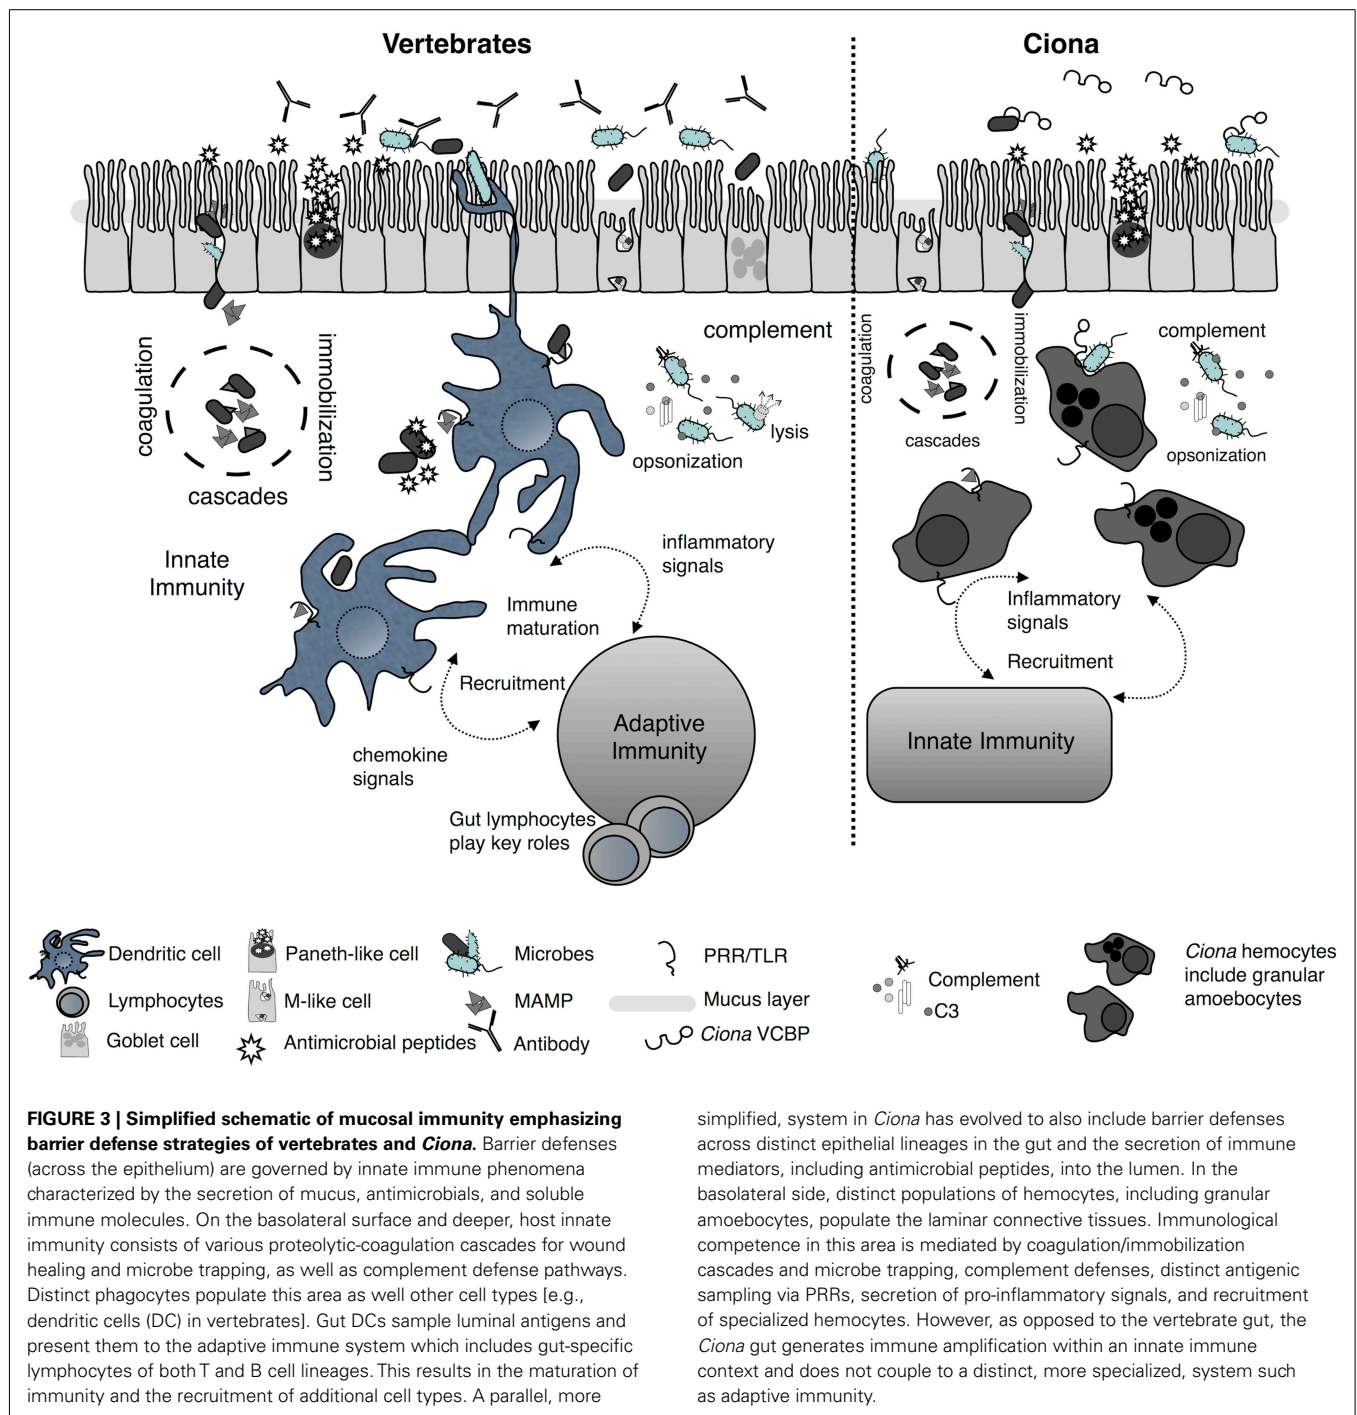 Vertebrates
Ciona
coagulation
immobilization
cascades
complement
lysis
opsonization
Innate
Immunity
inflammatory
signals
Immune
maturation
Recruitment
chemokine
signals
Adaptive
Immunity
Gut lymphocytes
play key roles
coagulation
immobilization
cascades
complement
opsonization
Inflammatory
signals
Recruitment
Innate Immunity
Dendritic cell
Lymphocytes
Goblet cell
Paneth-like cell
M-like cell
Antimicrobial peptides
Microbes
MAMP
Antibody
PRR/TLR
Mucus layer
Ciona VCBP
Complement
C3
Ciona hemocytes
include granular
amoebocytes
FIGURE 3 | Simplified schematic of mucosal immunity emphasizing
barrier defense strategies of vertebrates and Ciona. Barrier defenses
(across the epithelium) are governed by innate immune phenomena
characterized by the secretion of mucus, antimicrobials, and soluble
immune molecules. On the basolateral surface and deeper, host innate
immunity consists of various proteolytic-coagulation cascades for wound
healing and microbe trapping, as well as complement defense pathways.
Distinct phagocytes populate this area as well other cell types [e.g.,
dendritic cells (DC) in vertebrates]. Gut DCs sample luminal antigens and
present them to the adaptive immune system which includes gut-specific
lymphocytes of both T and B cell lineages. This results in the maturation of
immunity and the recruitment of additional cell types. A parallel, more
simplified, system in Ciona has evolved to also include barrier defenses
across distinct epithelial lineages in the gut and the secretion of immune
mediators, including antimicrobial peptides, into the lumen. In the
basolateral side, distinct populations of hemocytes, including granular
amoebocytes, populate the laminar connective tissues. Immunological
competence in this area is mediated by coagulation/immobilization
cascades and microbe trapping, complement defenses, distinct antigenic
sampling via PRRs, secretion of pro-inflammatory signals, and recruitment
of specialized hemocytes. However, as opposed to the vertebrate gut, the
Ciona gut generates immune amplification within an innate immune
context and does not couple to a distinct, more specialized, system such
as adaptive immunity.